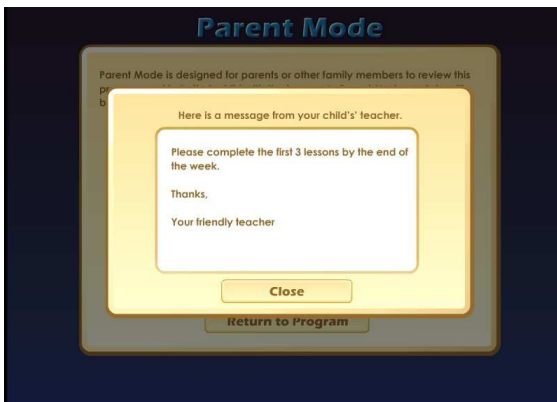 Parent Mode
Parent Mode is designed for parents or other family members to review this
Here is a message from your child's' teacher.
Please complete the first 3 lessons by the end of
the week.
Thanks,
Your friendly teacher
Close
Return to Program